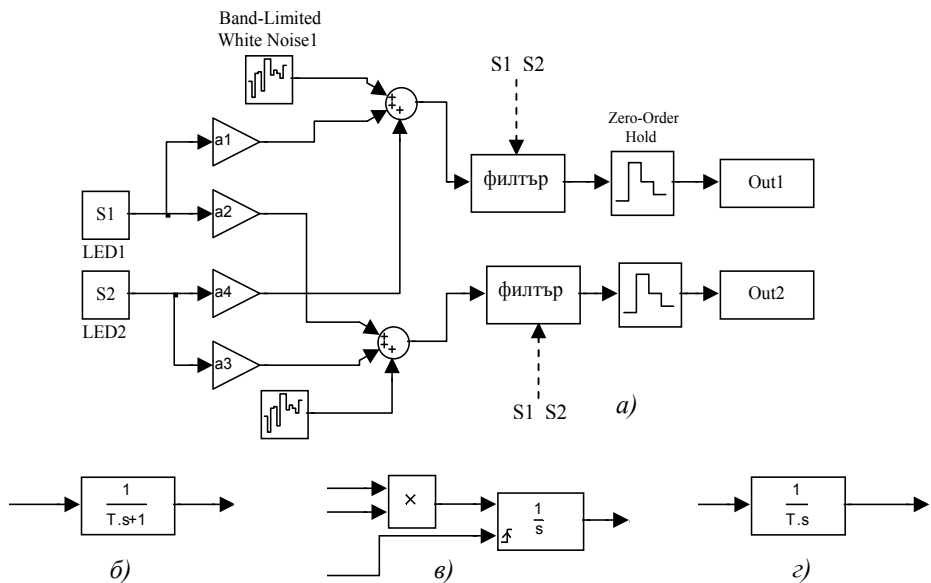 Band-Limited
White Noise1
S1 S2
Zero-Order
Hold
+
+
+
a1
филтър
Out1
S1
LED1
a2
S2
LED2
a4
филтър
Out2
+
+
+
a3
S1 S2
а)
1
T.s+1
×
1
s
1
T.s
б)
в)
г)